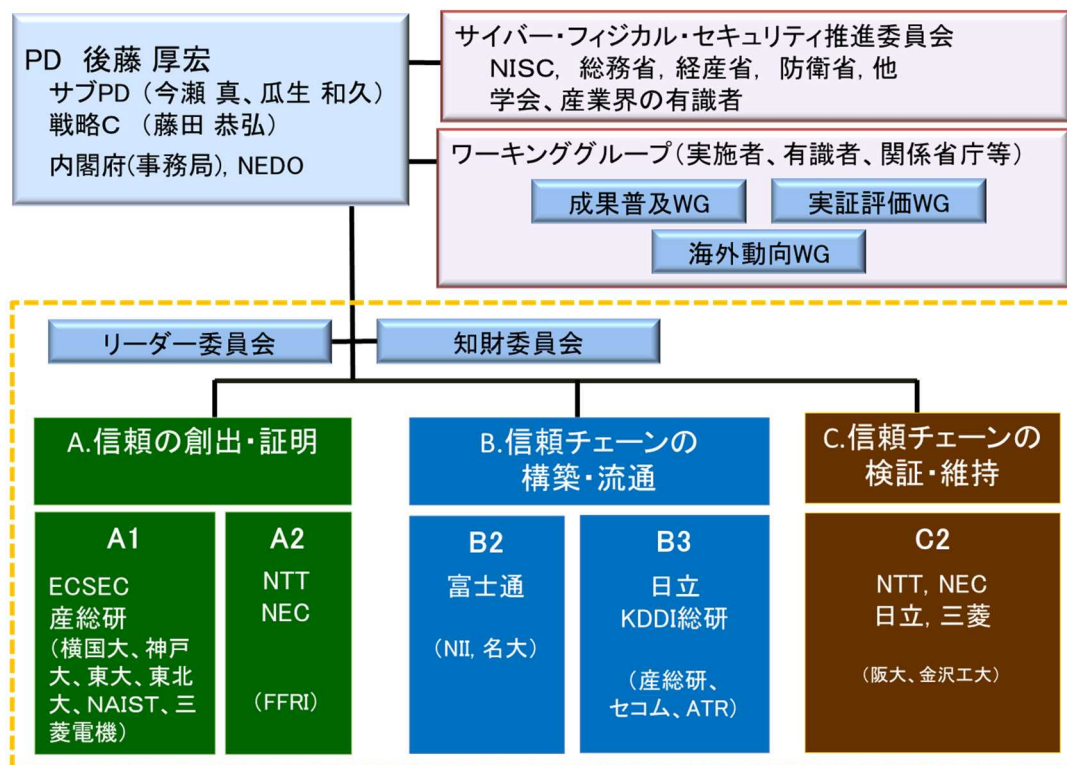 PD 後藤 厚宏
サブPD（今瀬 真、瓜生 和久）
戦略C （藤田 恭弘）
内閣府(事務局), NEDO
サイバー・フィジカル・セキュリティ推進委員会
NISC, 総務省, 経産省, 防衛省, 他
学会、産業界の有識者
ワーキンググループ(実施者、有識者、関係省庁等)
成果普及WG
実証評価WG
海外動向WG
リーダー委員会
知財委員会
A.信頼の創出・証明
A1
ECSEC
産総研
(横国大、神戸
大、東大、東北
大、NAIST、三
菱電機)
A2
NTT
NEC
(FFRI)
B.信頼チェーンの
構築・流通
B2
富士通
(NII, 名大)
B3
日立
KDDI総研
(産総研、
セコム、ATR)
C.信頼チェーンの
検証・維持
C2
NTT, NEC
日立, 三菱
(阪大、金沢工大)